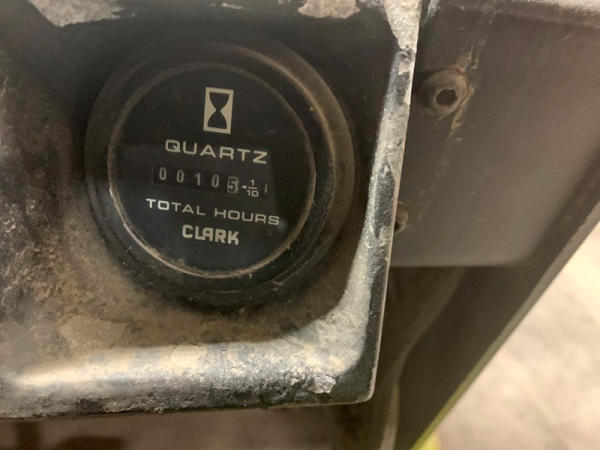 QUARTZ
00105 ◄ 1/10
TOTAL HOURS
CLARK